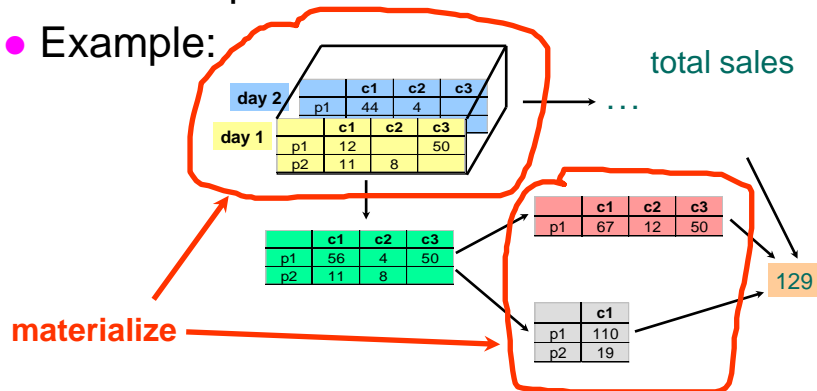 ● Example:
total sales
day 2
c1 c2 c3
p1 44 4
...
day 1
c1 c2 c3
p1 12 50
p2 11 8
c1 c2 c3
p1 67 12 50
c1 c2 c3
p1 56 4 50
p2 11 8
129
materialize
c1
p1 110
p2 19